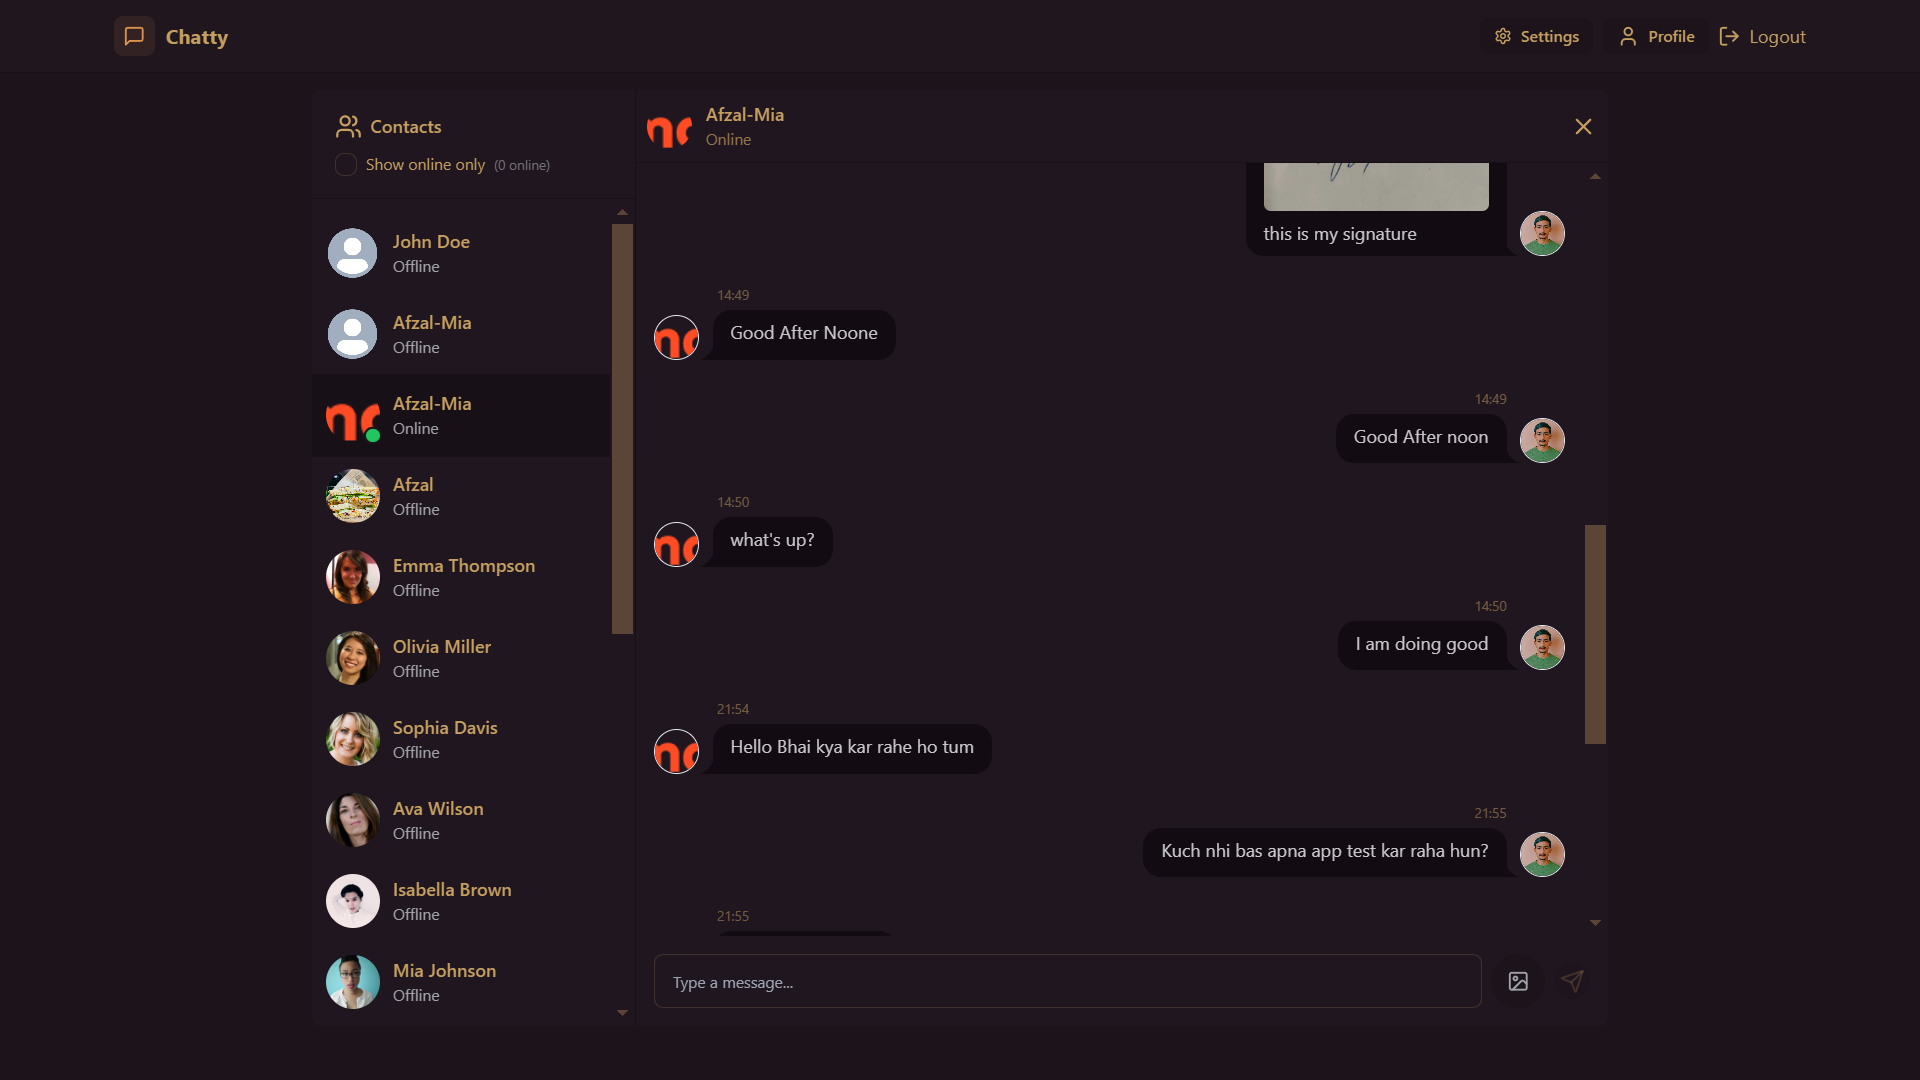 Chatty
Settings
Profile
Logout
Contacts
Show online only (0 online)
John Doe
Offline
Afzal-Mia
Offline
Afzal-Mia
Online
Afzal
Offline
Emma Thompson
Offline
Olivia Miller
Offline
Sophia Davis
Offline
Ava Wilson
Offline
Isabella Brown
Offline
Mia Johnson
Offline
Afzal-Mia
Online
this is my signature
14:49
Good After Noone
14:49
Good After noon
14:50
what's up?
14:50
I am doing good
21:54
Hello Bhai kya kar rahe ho tum
21:55
Kuch nhi bas apna app test kar raha hun?
21:55
Type a message...